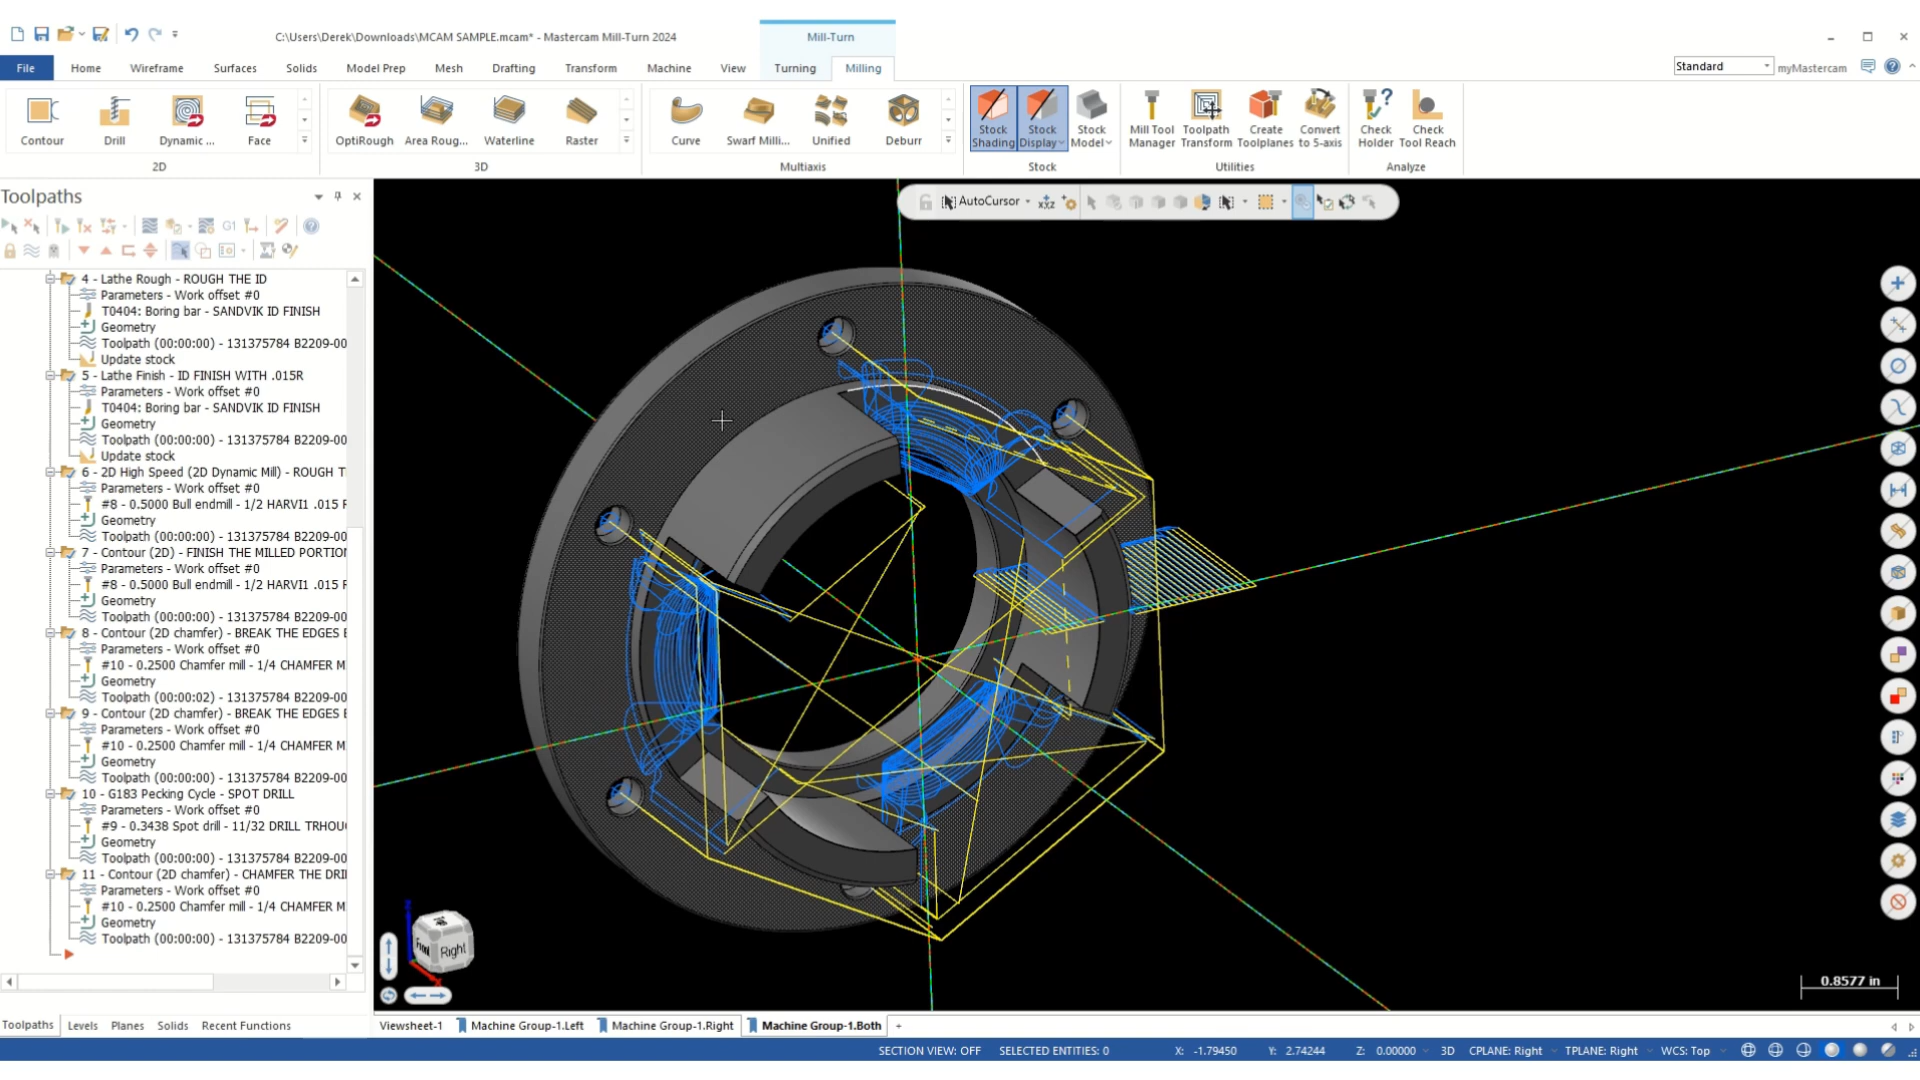 Mill-Turn
C:\Users\Derek\Downloads\MCAM SAMPLE.mcam* - Mastercam Mill-Turn 2024
File Home Wireframe Surfaces Solids Model Prep Mesh Drafting Transform Machine View Turning Milling
Standard myMastercam
Contour Drill Dynamic ... Face
OptiRough Area Roug... Waterline Raster
Curve Swarf Milli... Unified Deburr
Stock Shading Stock Display Stock Model
Mill Tool Manager Toolpath Transform Create Toolplanes Convert to 5-axis
Check Holder Check Tool Reach
2D 3D Multiaxis Stock Utilities Analyze
Toolpaths
AutoCursor
G1
4 - Lathe Rough - ROUGH THE ID
Parameters - Work offset #0
T0404: Boring bar - SANDVIK ID FINISH
Geometry
Toolpath (00:00:00) - 131375784 B2209-00
Update stock
5 - Lathe Finish - ID FINISH WITH .015R
Parameters - Work offset #0
T0404: Boring bar - SANDVIK ID FINISH
Geometry
Toolpath (00:00:00) - 131375784 B2209-00
Update stock
6 - 2D High Speed (2D Dynamic Mill) - ROUGH T
Parameters - Work offset #0
#8 - 0.5000 Bull endmill - 1/2 HARVI1 .015 F
Geometry
Toolpath (00:00:00) - 131375784 B2209-00
7 - Contour (2D) - FINISH THE MILLED PORTION
Parameters - Work offset #0
#8 - 0.5000 Bull endmill - 1/2 HARVI1 .015 F
Geometry
Toolpath (00:00:00) - 131375784 B2209-00
8 - Contour (2D chamfer) - BREAK THE EDGES E
Parameters - Work offset #0
#10 - 0.2500 Chamfer mill - 1/4 CHAMFER M
Geometry
Toolpath (00:00:02) - 131375784 B2209-00
9 - Contour (2D chamfer) - BREAK THE EDGES E
Parameters - Work offset #0
#10 - 0.2500 Chamfer mill - 1/4 CHAMFER M
Geometry
Toolpath (00:00:00) - 131375784 B2209-00
10 - G183 Pecking Cycle - SPOT DRILL
Parameters - Work offset #0
#9 - 0.3438 Spot drill - 11/32 DRILL TRHOU
Geometry
Toolpath (00:00:00) - 131375784 B2209-00
11 - Contour (2D chamfer) - CHAMFER THE DRI
Parameters - Work offset #0
#10 - 0.2500 Chamfer mill - 1/4 CHAMFER M
Geometry
Toolpath (00:00:00) - 131375784 B2209-00
Front Right
0.8577 in
Toolpaths Levels Planes Solids Recent Functions
Viewsheet-1 Machine Group-1.Left Machine Group-1.Right Machine Group-1.Both +
SECTION VIEW: OFF SELECTED ENTITIES: 0 X: -1.79450 Y: 2.74244 Z: 0.00000 3D CPLANE: Right TPLANE: Right WCS: Top